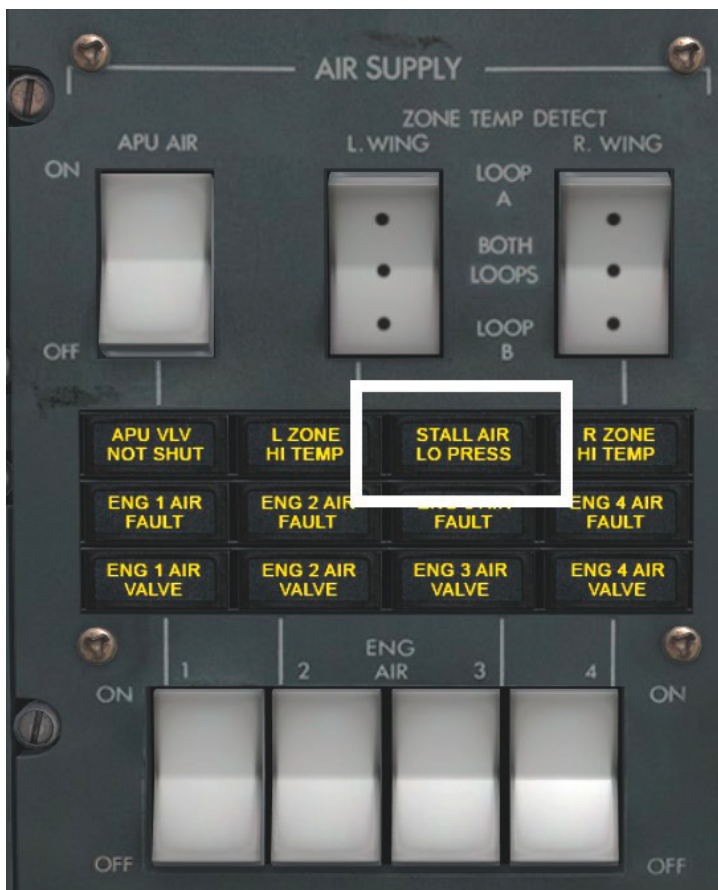 AIR SUPPLY
ZONE TEMP DETECT
APU AIR L. WING R. WING
ON LOOP
A
BOTH
LOOPS
OFF LOOP
B
APU VLV
NOT SHUT
L ZONE
HI TEMP
STALL AIR
LO PRESS
R ZONE
HI TEMP
ENG 1 AIR
FAULT
ENG 2 AIR
FAULT
FAULT
ENG 4 AIR
FAULT
ENG 1 AIR
VALVE
ENG 2 AIR
VALVE
ENG 3 AIR
VALVE
ENG 4 AIR
VALVE
ENG
1 2 AIR 3 4
ON ON
OFF OFF